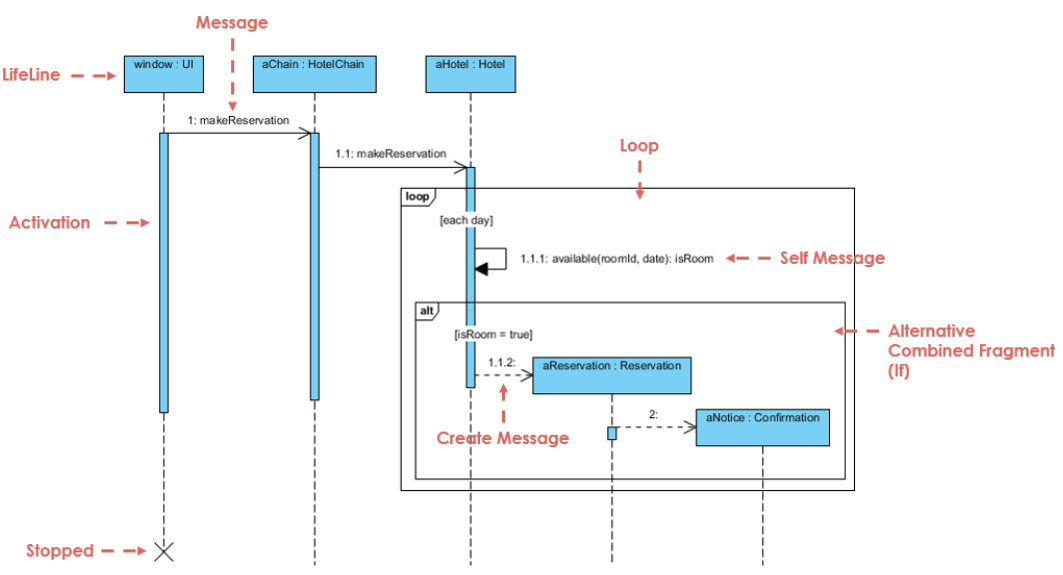 Message
LifeLine
window : UI
aChain : HotelChain
aHotel : Hotel
1: makeReservation
1.1: makeReservation
Loop
loop
Activation
[each day]
1.1.1: available(roomId, date): isRoom
Self Message
alt
[isRoom = true]
Alternative
Combined Fragment
(If)
1.1.2:
aReservation : Reservation
2:
aNotice : Confirmation
Create Message
Stopped